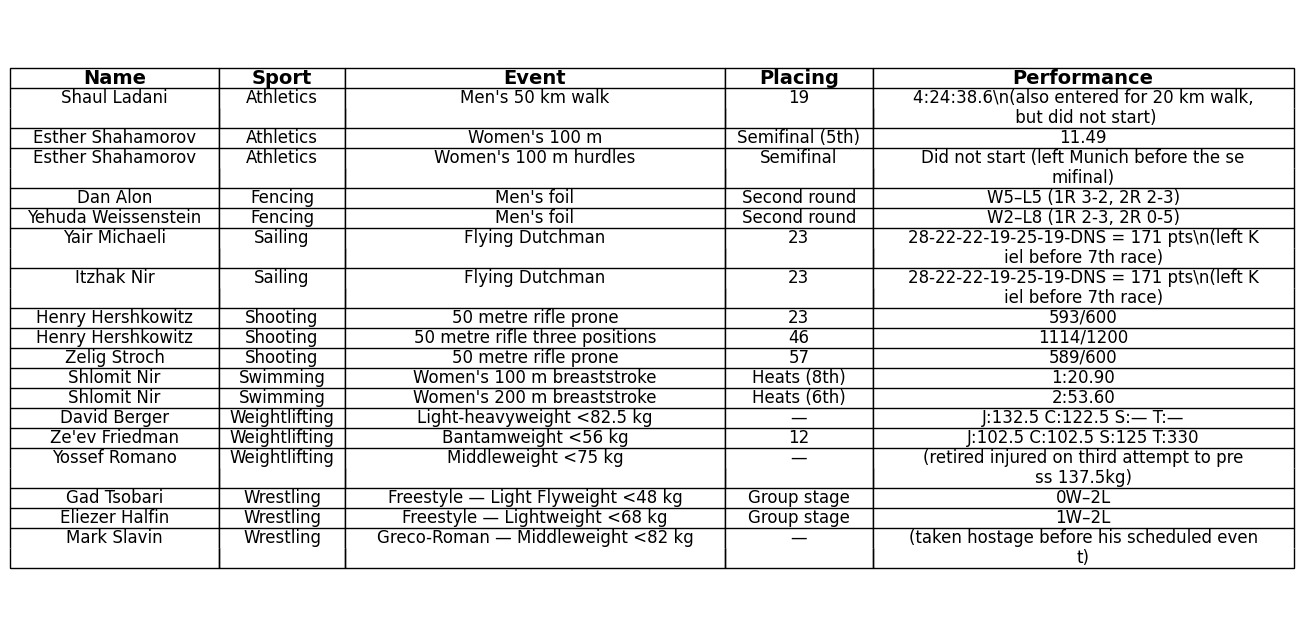 Name Sport Event Placing Performance
Shaul Ladani Athletics Men's 50 km walk 19 4:24:38.6\n(also entered for 20 km walk,
but did not start)
Esther Shahamorov Athletics Women's 100 m Semifinal (5th) 11.49
Esther Shahamorov Athletics Women's 100 m hurdles Semifinal Did not start (left Munich before the se
mifinal)
Dan Alon Fencing Men's foil Second round W5–L5 (1R 3-2, 2R 2-3)
Yehuda Weissenstein Fencing Men's foil Second round W2–L8 (1R 2-3, 2R 0-5)
Yair Michaeli Sailing Flying Dutchman 23 28-22-22-19-25-19-DNS = 171 pts\n(left K
iel before 7th race)
Itzhak Nir Sailing Flying Dutchman 23 28-22-22-19-25-19-DNS = 171 pts\n(left K
iel before 7th race)
Henry Hershkowitz Shooting 50 metre rifle prone 23 593/600
Henry Hershkowitz Shooting 50 metre rifle three positions 46 1114/1200
Zelig Stroch Shooting 50 metre rifle prone 57 589/600
Shlomit Nir Swimming Women's 100 m breaststroke Heats (8th) 1:20.90
Shlomit Nir Swimming Women's 200 m breaststroke Heats (6th) 2:53.60
David Berger Weightlifting Light-heavyweight <82.5 kg — J:132.5 C:122.5 S:— T:—
Ze'ev Friedman Weightlifting Bantamweight <56 kg 12 J:102.5 C:102.5 S:125 T:330
Yossef Romano Weightlifting Middleweight <75 kg — (retired injured on third attempt to pre
ss 137.5kg)
Gad Tsobari Wrestling Freestyle — Light Flyweight <48 kg Group stage 0W–2L
Eliezer Halfin Wrestling Freestyle — Lightweight <68 kg Group stage 1W–2L
Mark Slavin Wrestling Greco-Roman — Middleweight <82 kg — (taken hostage before his scheduled even
t)